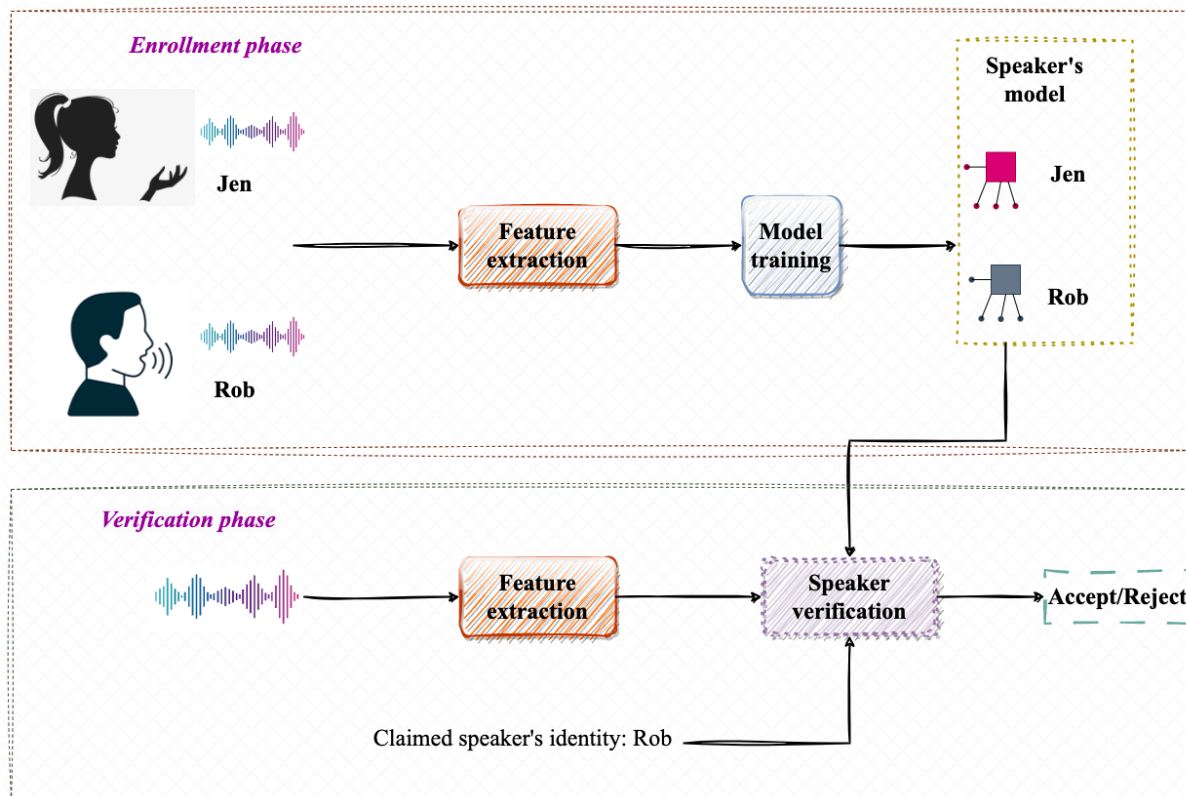 Enrollment phase
Speaker's
model
Jen
Jen
Feature
extraction
Model
training
Rob
Rob
Verification phase
Feature
extraction
Speaker
verification
Accept/Reject
Claimed speaker's identity: Rob